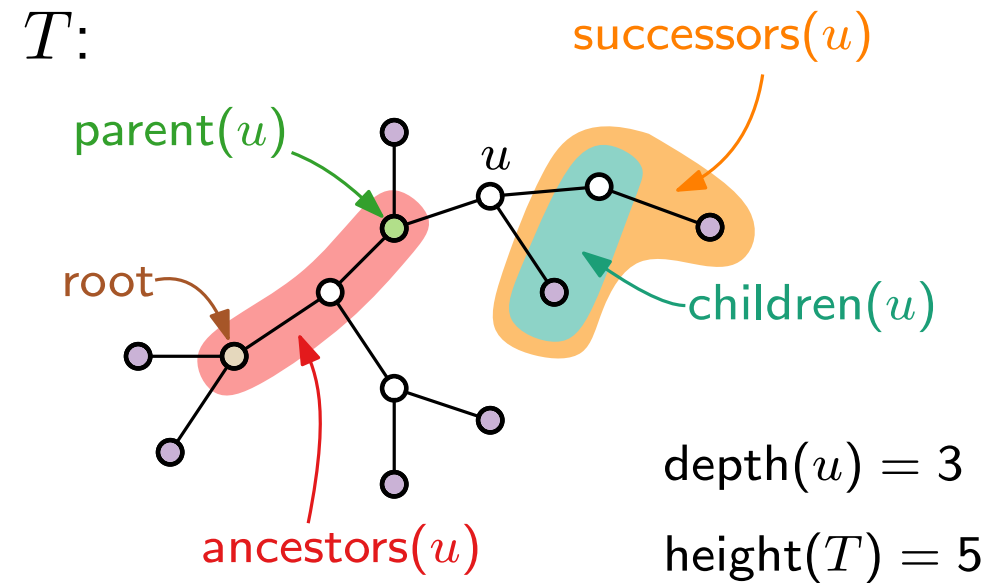 T:
successors(u)
parent(u)
u
root
children(u)
depth(u) = 3
ancestors(u)
height(T) = 5